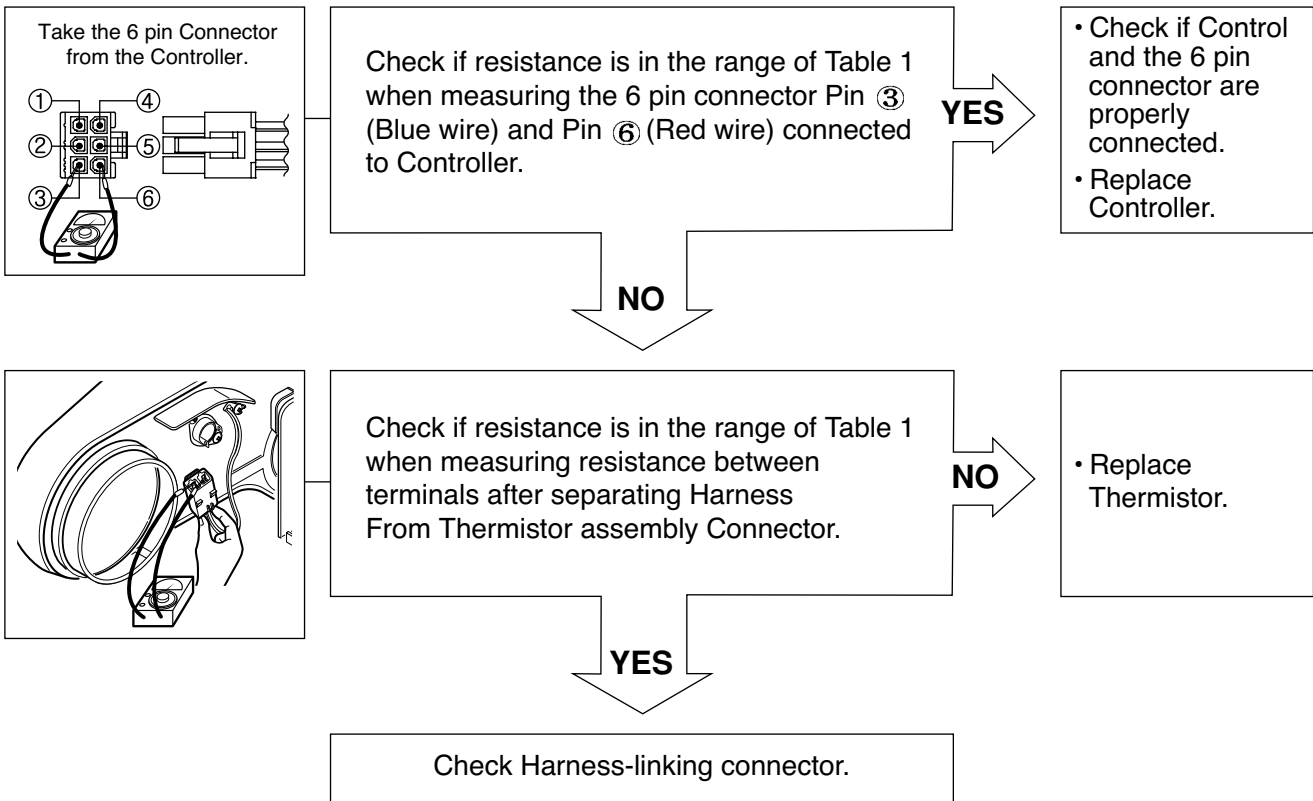 Take the 6 pin Connector
from the Controller.
① ④
② ⑤
③ ⑥
Check if resistance is in the range of Table 1
when measuring the 6 pin connector Pin ③
(Blue wire) and Pin ⑥ (Red wire) connected
to Controller.
YES
• Check if Control
and the 6 pin
connector are
properly
connected.
• Replace
Controller.
NO
Check if resistance is in the range of Table 1
when measuring resistance between
terminals after separating Harness
From Thermistor assembly Connector.
NO
• Replace
Thermistor.
YES
Check Harness-linking connector.